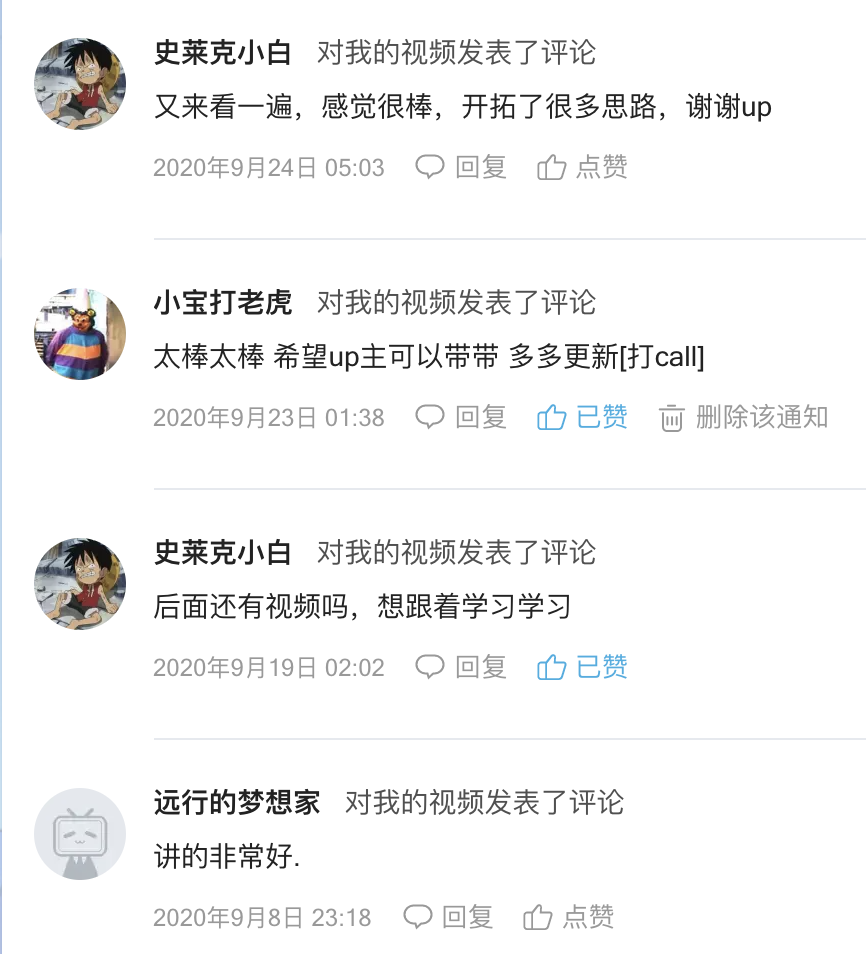 史莱克小白 对我的视频发表了评论
又来看一遍，感觉很棒，开拓了很多思路，谢谢up
2020年9月24日 05:03 回复 点赞
小宝打老虎 对我的视频发表了评论
太棒太棒 希望up主可以带带 多多更新[打call]
2020年9月23日 01:38 回复 已赞 删除该通知
史莱克小白 对我的视频发表了评论
后面还有视频吗，想跟着学习学习
2020年9月19日 02:02 回复 已赞
远行的梦想家 对我的视频发表了评论
讲的非常好.
2020年9月8日 23:18 回复 点赞